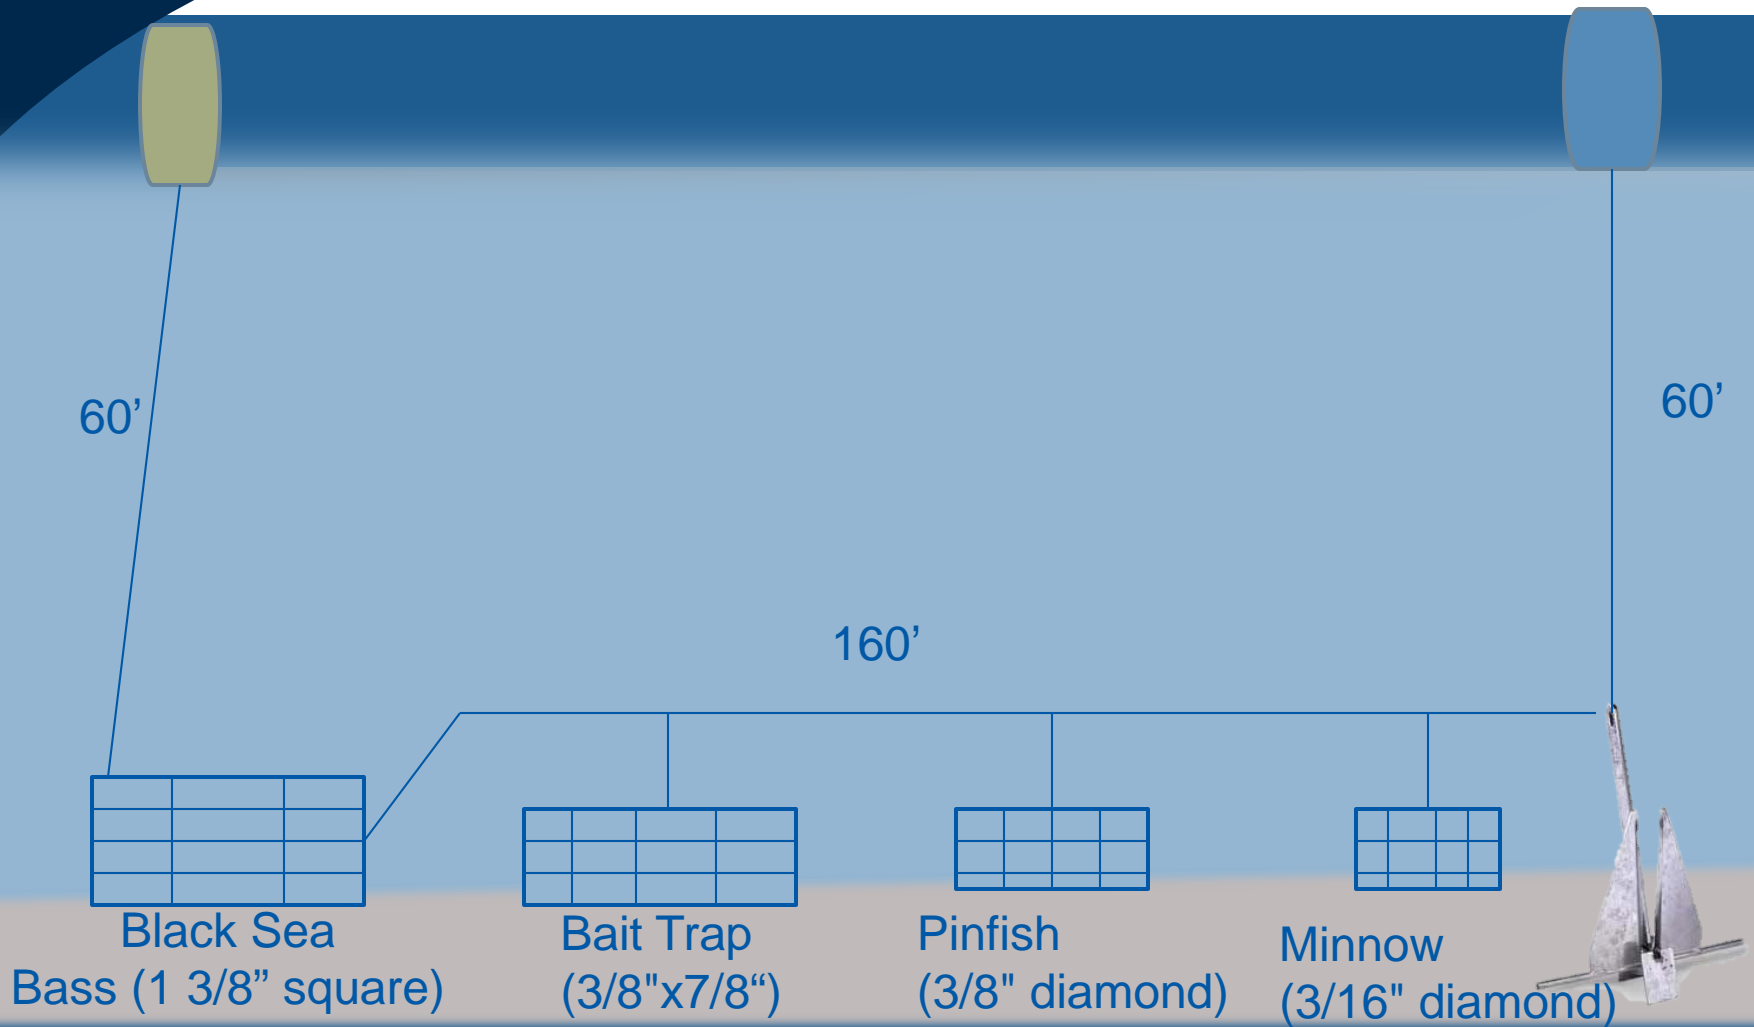 60’
60’
160’
Black Sea
Bass (1 3/8” square)
Bait Trap
(3/8"x7/8“)
Pinfish
(3/8" diamond)
Minnow
(3/16" diamond)